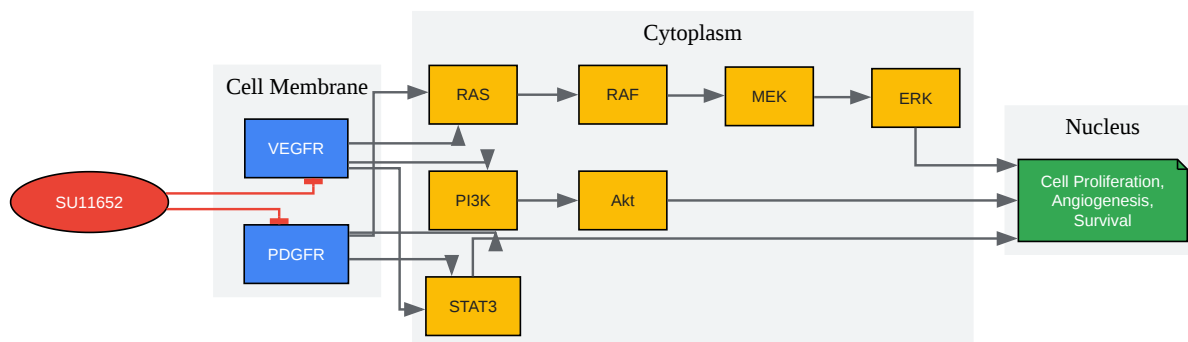 Cytoplasm
Cell Membrane
Nucleus
SU11652
VEGFR
PDGFR
RAS
RAF
MEK
ERK
PI3K
Akt
STAT3
Cell Proliferation,
Angiogenesis,
Survival